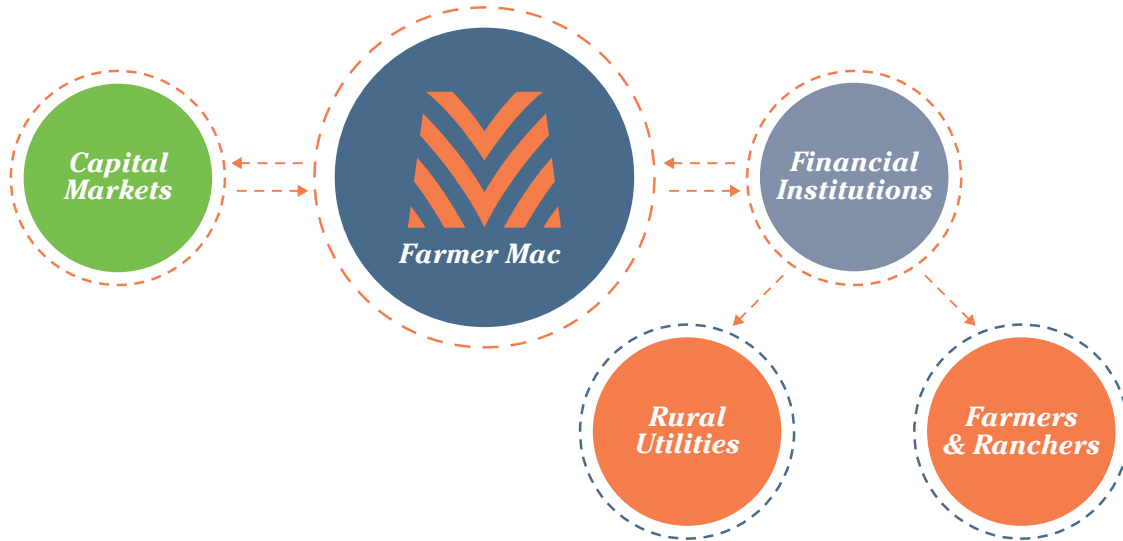 Capital
Markets
Farmer Mac
Financial
Institutions
Rural
Utilities
Farmers
& Ranchers